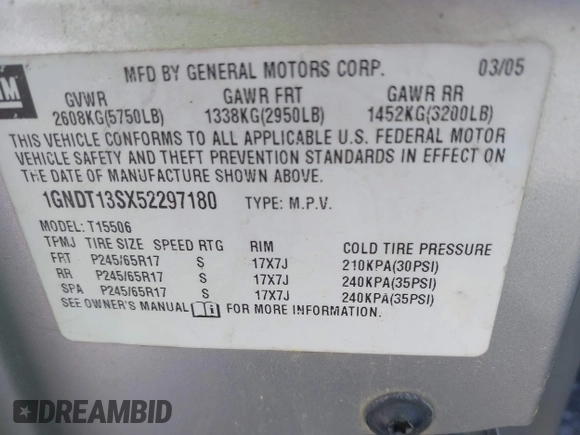 GM
MFD BY GENERAL MOTORS CORP. 03/05
GVWR GAWR FRT GAWR RR
2608KG(5750LB) 1338KG(2950LB) 1452KG(3200LB)
THIS VEHICLE CONFORMS TO ALL APPLICABLE U.S. FEDERAL MOTOR
VEHICLE SAFETY AND THEFT PREVENTION STANDARDS IN EFFECT ON
THE DATE OF MANUFACTURE SHOWN ABOVE.
1GNDT13SX52297180 TYPE: M.P.V.
MODEL: T15506
TPMJ TIRE SIZE SPEED RTG RIM COLD TIRE PRESSURE
FRT P245/65R17 S 17X7J 210KPA(30PSI)
RR P245/65R17 S 17X7J 240KPA(35PSI)
SPA P245/65R17 S 17X7J 240KPA(35PSI)
SEE OWNER'S MANUAL FOR MORE INFORMATION.
DREAMBID